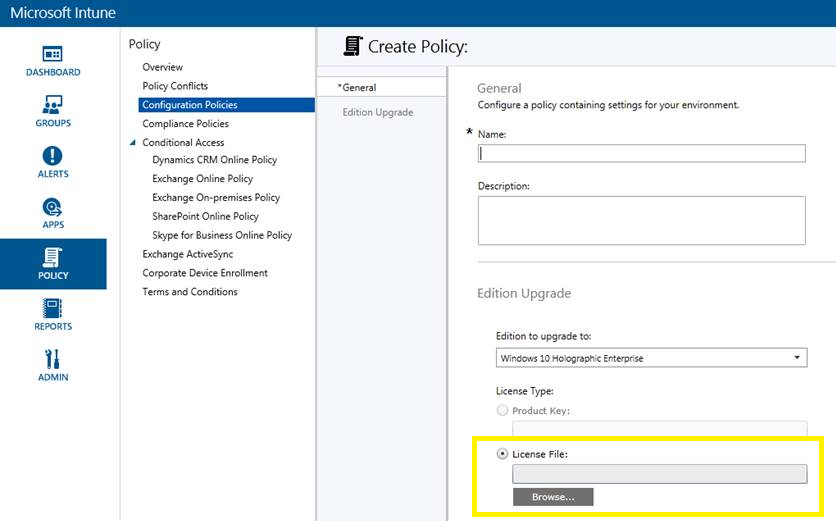 Microsoft Intune
DASHBOARD
GROUPS
ALERTS
APPS
POLICY
REPORTS
ADMIN
Policy
Overview
Policy Conflicts
Configuration Policies
Compliance Policies
Conditional Access
Dynamics CRM Online Policy
Exchange Online Policy
Exchange On-premises Policy
SharePoint Online Policy
Skype for Business Online Policy
Exchange ActiveSync
Corporate Device Enrollment
Terms and Conditions
Create Policy:
*General
Edition Upgrade
General
Configure a policy containing settings for your environment.
* Name:
Description:
Edition Upgrade
Edition to upgrade to:
Windows 10 Holographic Enterprise
License Type:
Product Key:
License File:
Browse...